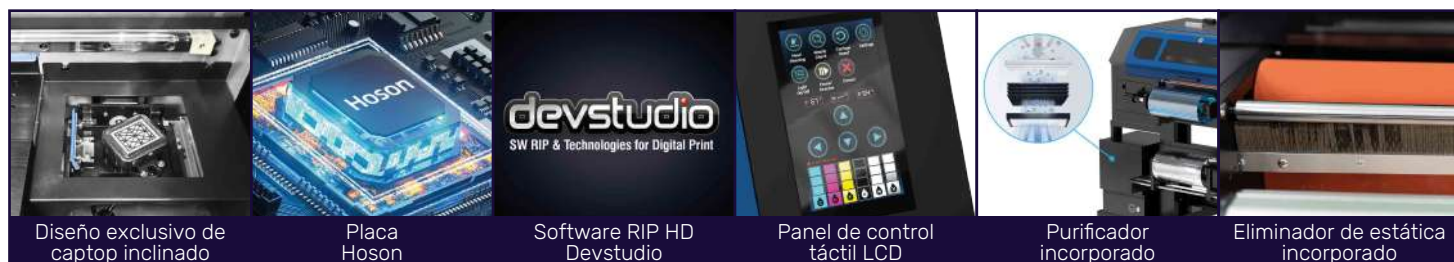 Hoson
devstudio
SW RIP & Technologies for Digital Print
Settings
Diseño exclusivo de
captop inclinado
Placa
Hoson
Software RIP HD
Devstudio
Panel de control
táctil LCD
Purificador
incorporado
Eliminador de estática
incorporado